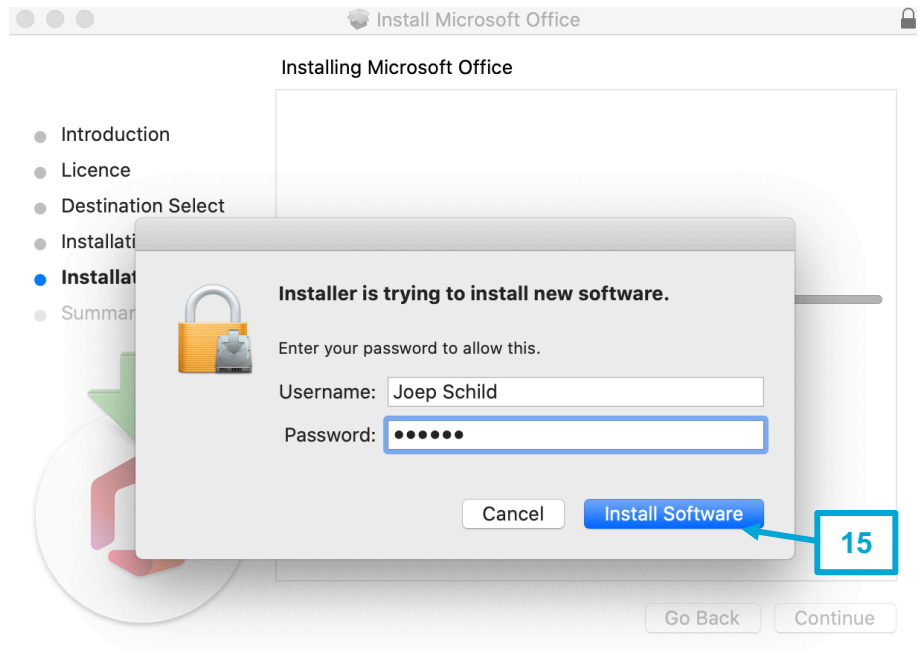 Install Microsoft Office
Installing Microsoft Office
Introduction
Licence
Destination Select
Installati
Installat
Summar
Installer is trying to install new software.
Enter your password to allow this.
Username: Joep Schild
Password: ●●●●●●
Cancel
Install Software
15
Go Back
Continue